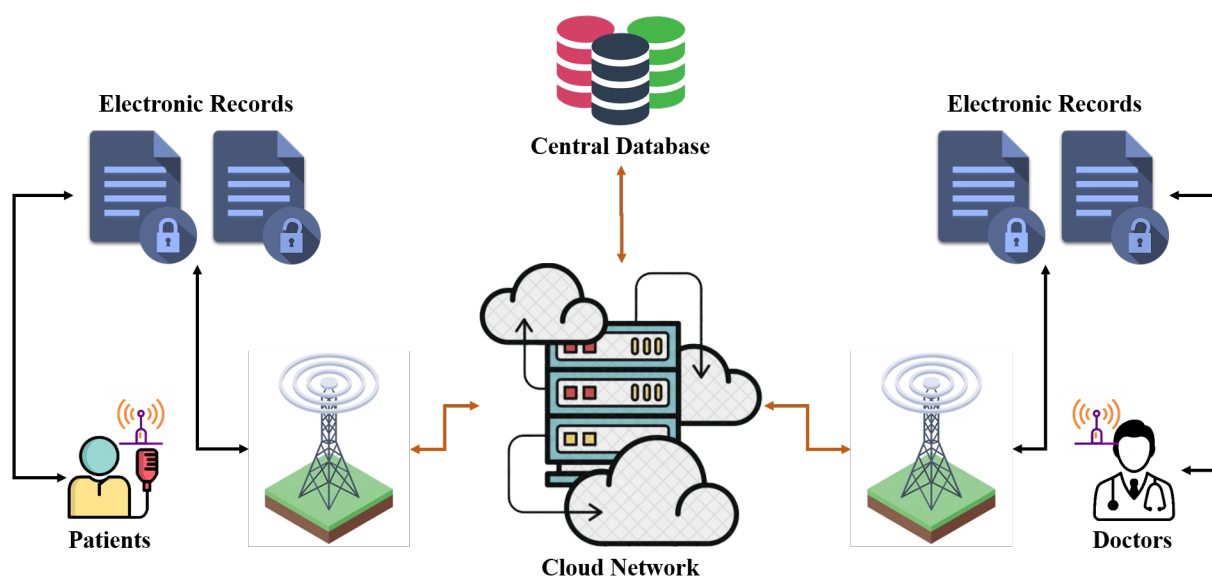 Electronic Records
Central Database
Electronic Records
Patients
Cloud Network
Doctors